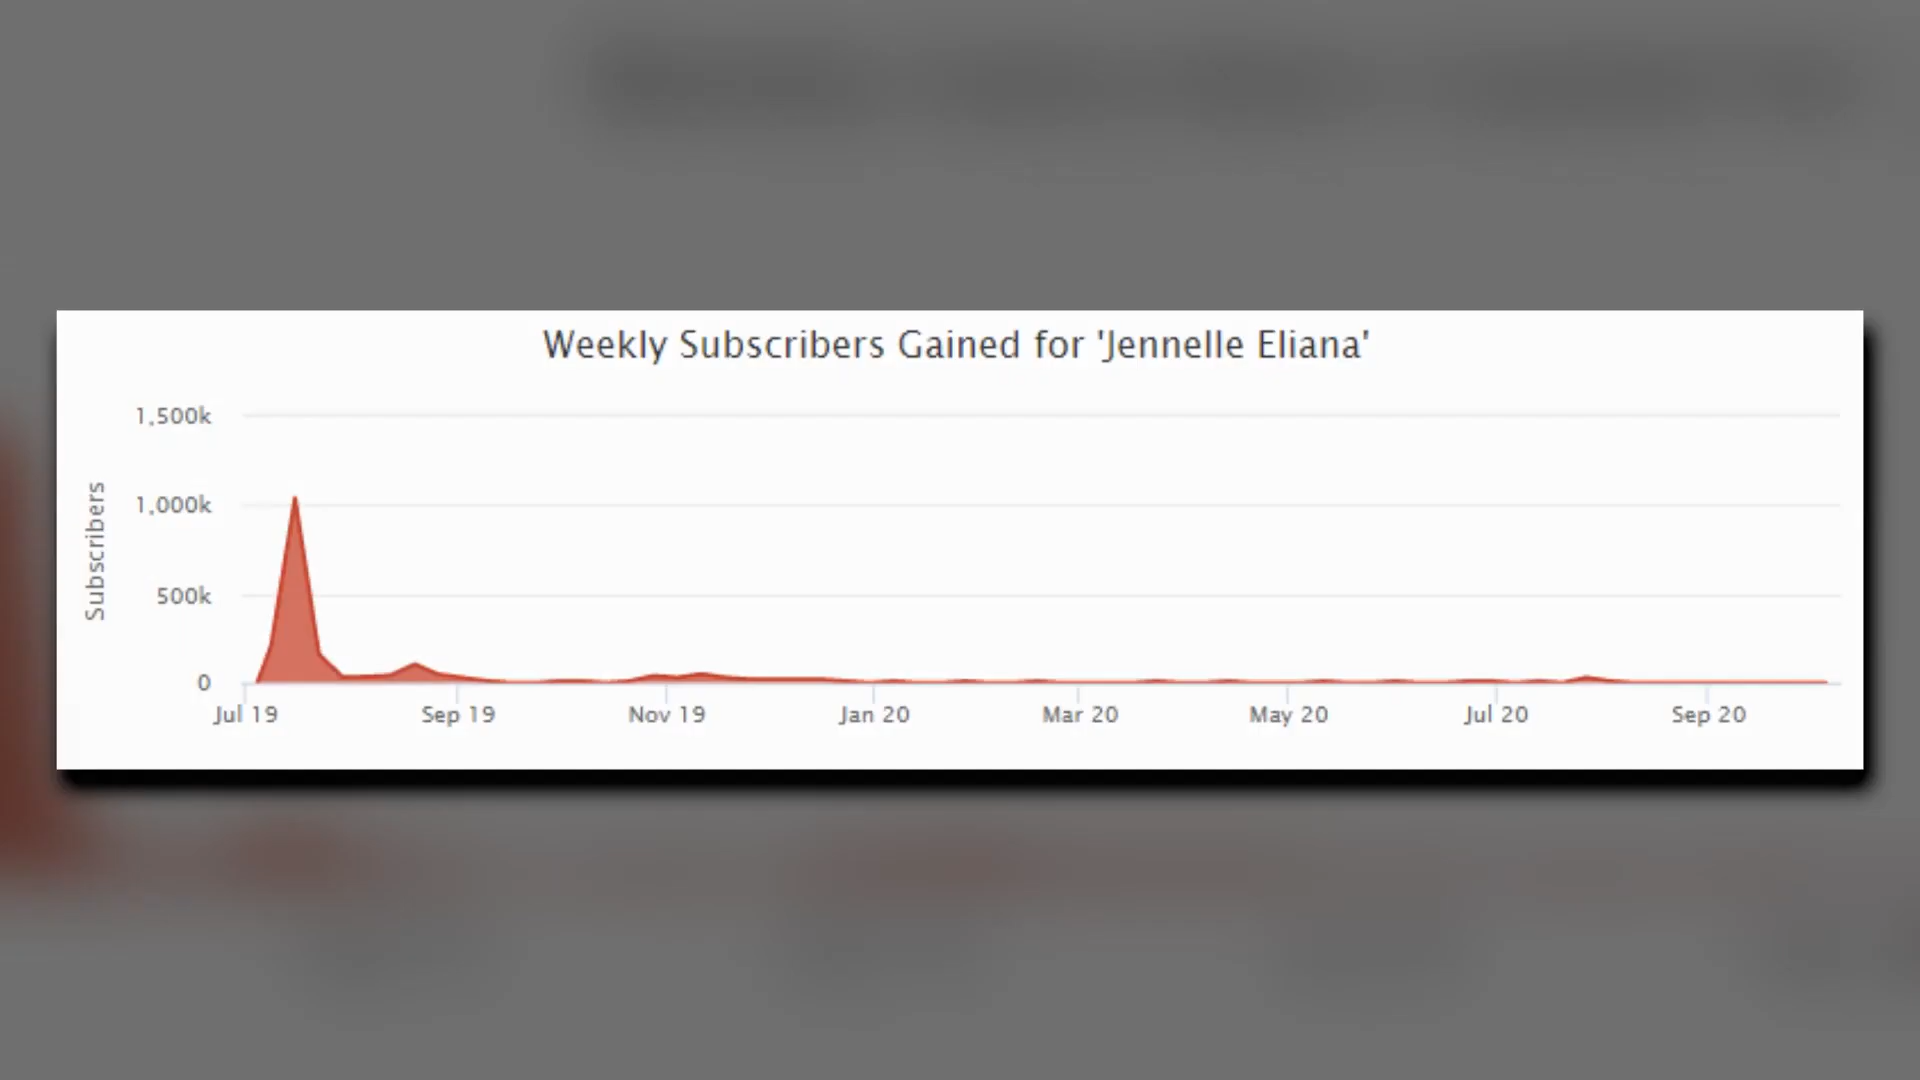 Weekly Subscribers Gained for 'Jennelle Eliana'
1,500k
1,000k
500k
0
Subscribers
Jul 19 Sep 19 Nov 19 Jan 20 Mar 20 May 20 Jul 20 Sep 20